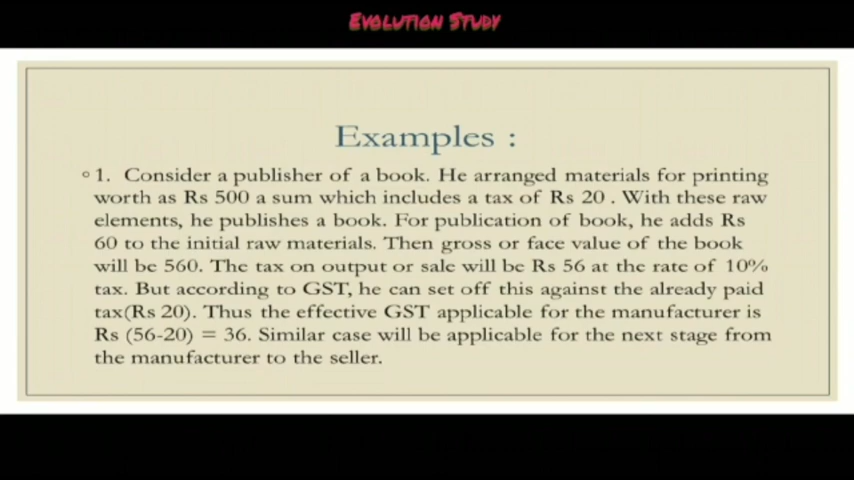 Evolution Study
Examples :
1. Consider a publisher of a book. He arranged materials for printing
worth as Rs 500 a sum which includes a tax of Rs 20 . With these raw
elements, he publishes a book. For publication of book, he adds Rs
60 to the initial raw materials. Then gross or face value of the book
will be 560. The tax on output or sale will be Rs 56 at the rate of 10%
tax. But according to GST, he can set off this against the already paid
tax(Rs 20). Thus the effective GST applicable for the manufacturer is
Rs (56-20) = 36. Similar case will be applicable for the next stage from
the manufacturer to the seller.